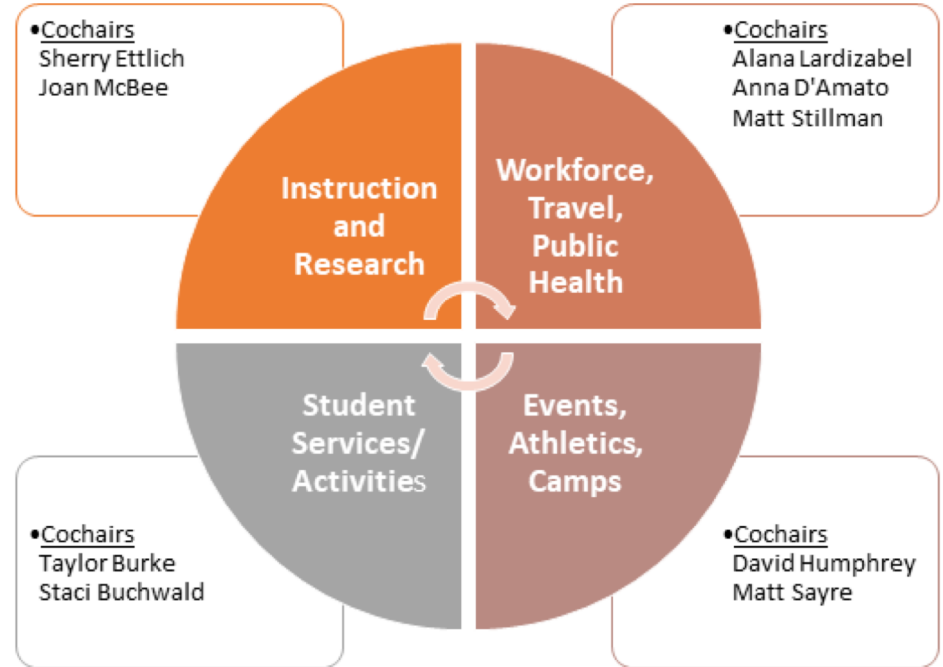 •Cochairs
Sherry Ettlich
Joan McBee
•Cochairs
Alana Lardizabel
Anna D'Amato
Matt Stillman
Instruction
and
Research
Workforce,
Travel,
Public
Health
Student
Services/
Activities
Events,
Athletics,
Camps
•Cochairs
Taylor Burke
Staci Buchwald
•Cochairs
David Humphrey
Matt Sayre